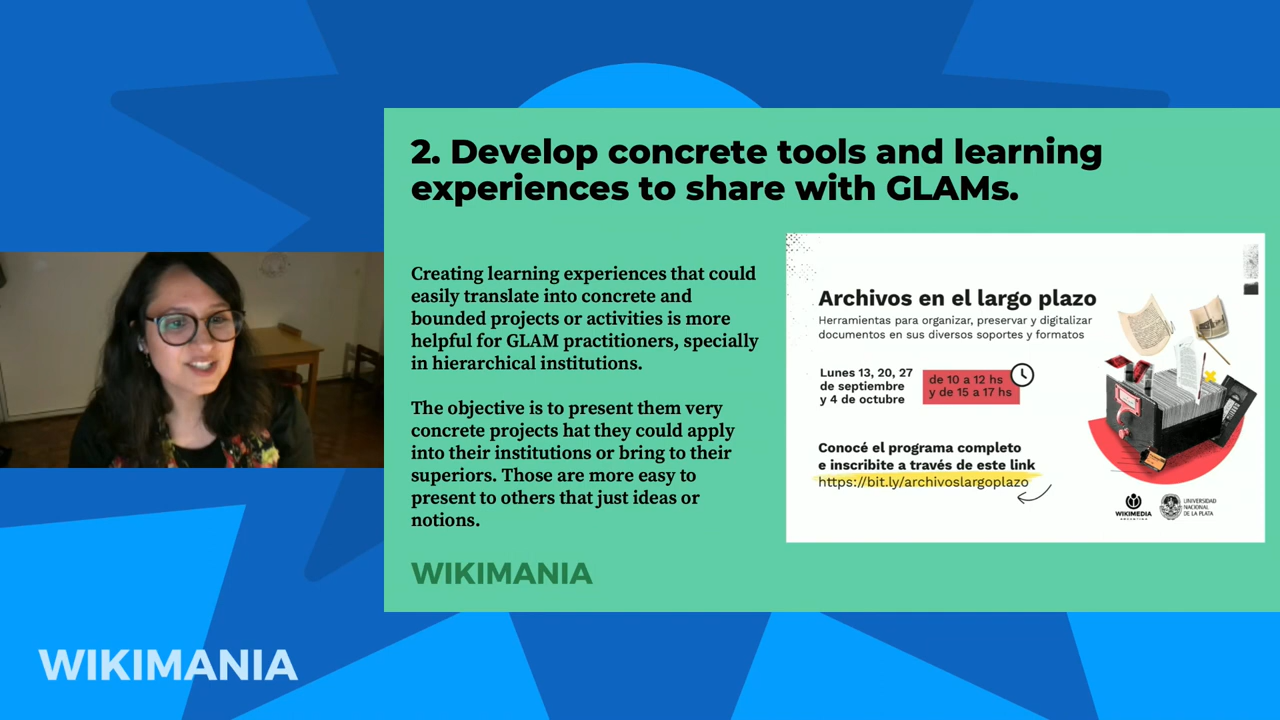 2. Develop concrete tools and learning
experiences to share with GLAMs.
Creating learning experiences that could
easily translate into concrete and
bounded projects or activities is more
helpful for GLAM practitioners, specially
in hierarchical institutions.
The objective is to present them very
concrete projects hat they could apply
into their institutions or bring to their
superiors. Those are more easy to
present to others that just ideas or
notions.
WIKIMANIA
Archivos en el largo plazo
Herramientas para organizar, preservar y digitalizar
documentos en sus diversos soportes y formatos
Lunes 13, 20, 27
de septiembre
y 4 de octubre
de 10 a 12 hs
y de 15 a 17 hs
Conocé el programa completo
e inscribite a través de este link
https://bit.ly/archivoslargoplazo
WIKIMEDIA
ARGENTINA
UNIVERSIDAD
NACIONAL
DE LA PLATA
WIKIMANIA